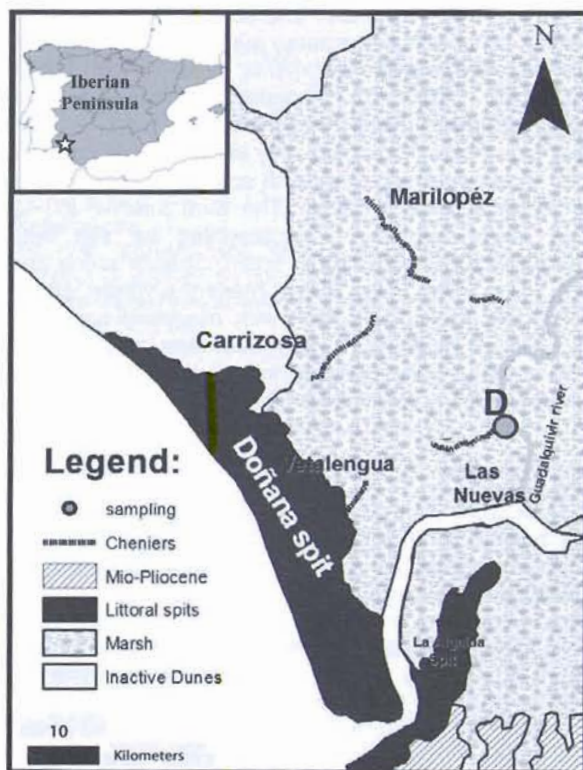 Iberian
Peninsula
N
Marilopéz
Carrizosa
D
Guadalquivir river
Vetalengua
Las
Nuevas
Doñana spit
La Algaida
Spit
Legend:
sampling
Cheniers
Mio-Pliocene
Littoral spits
Marsh
Inactive Dunes
10
Kilometers